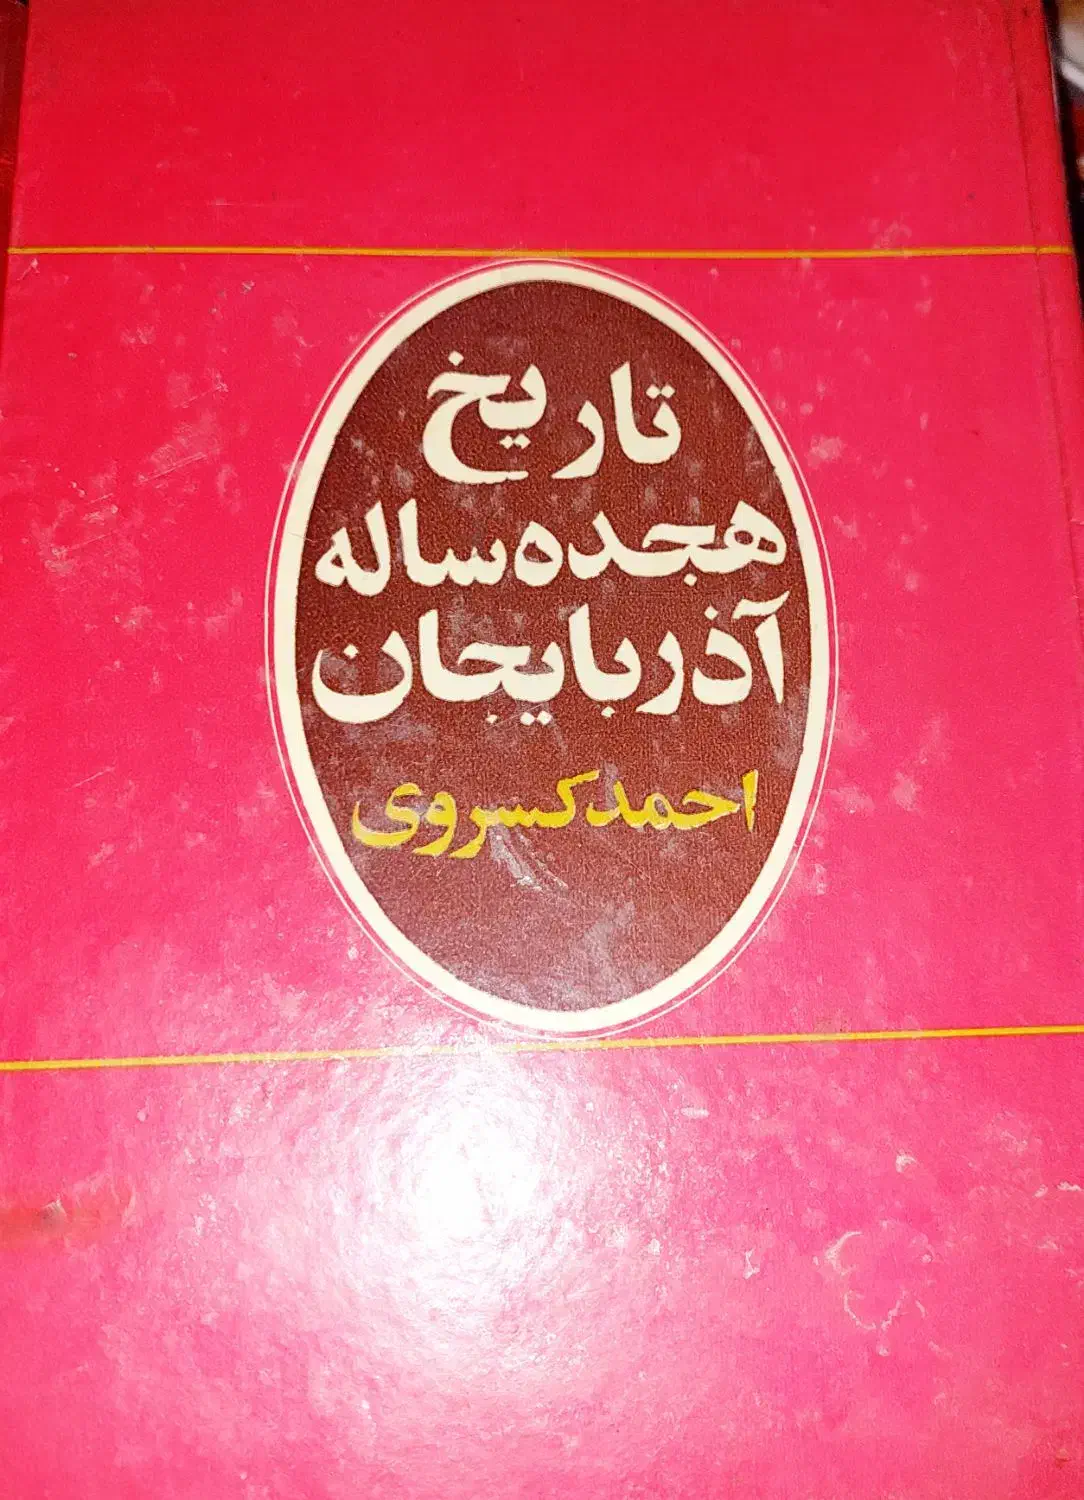 تاریخ
هجده ساله
آذربایجان
احمد کسروی